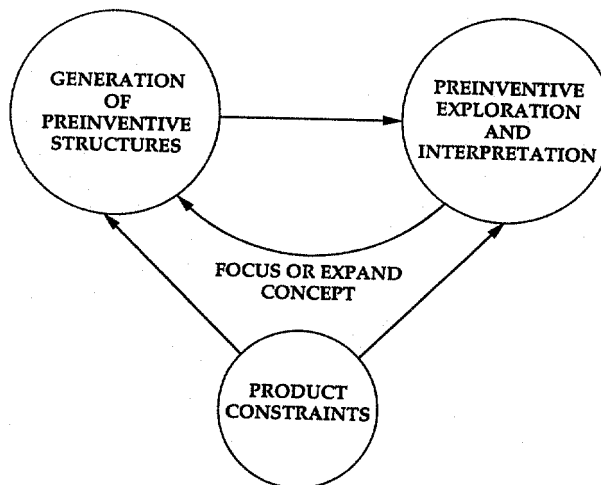 GENERATION
OF
PREINVENTIVE
STRUCTURES
PREINVENTIVE
EXPLORATION
AND
INTERPRETATION
FOCUS OR EXPAND
CONCEPT
PRODUCT
CONSTRAINTS